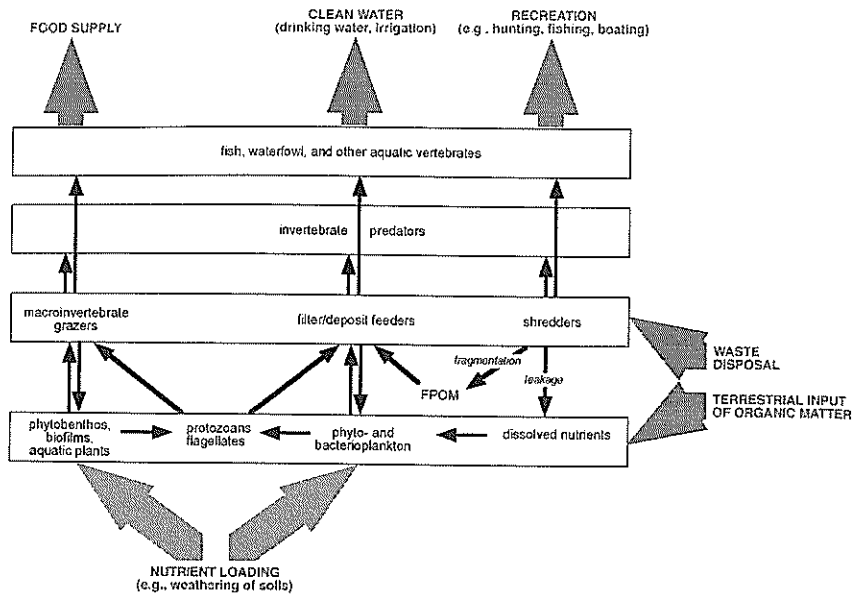 FOOD SUPPLY
CLEAN WATER
(drinking water, irrigation)
RECREATION
(e.g., hunting, fishing, boating)
fish, waterfowl, and other aquatic vertebrates
invertebrate predators
macroinvertebrate
grazers
filter/deposit feeders
shredders
fragmentation
leakage
FPOM
WASTE
DISPOSAL
TERRESTRIAL INPUT
OF ORGANIC MATTER
phytobenthos,
biofilms,
aquatic plants
protozoans
flagellates
phyto- and
bacterioplankton
dissolved nutrients
NUTRIENT LOADING
(e.g., weathering of soils)